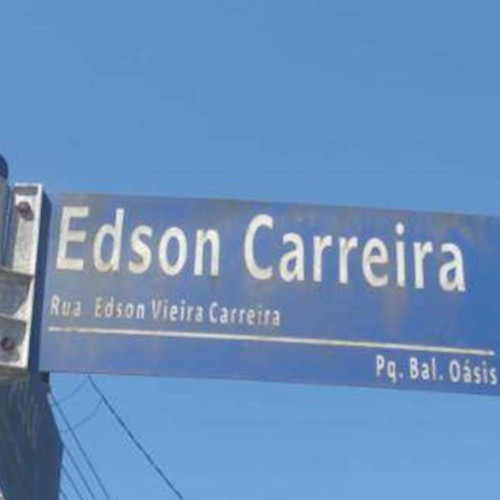 Edson Carreira
Rua Edson Vieira Carreira
Pq. Bal. Oásis